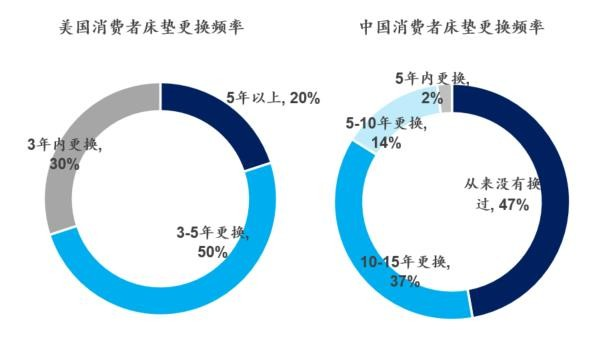 美国消费者床垫更换频率
5年以上, 20%
3年内更换,
30%
3-5年更换,
50%
中国消费者床垫更换频率
5年内更换,
2%
5-10年更换,
14%
从来没有换
过, 47%
10-15年更换,
37%